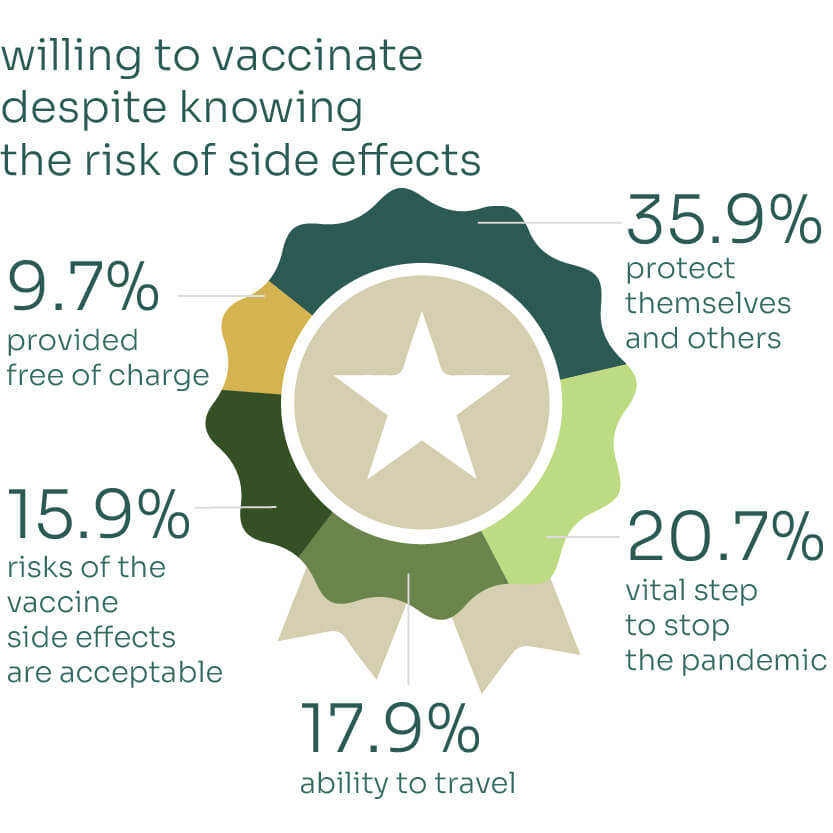 willing to vaccinate
despite knowing
the risk of side effects
35.9%
protect
themselves
and others
9.7%
provided
free of charge
15.9%
risks of the
vaccine
side effects
are acceptable
20.7%
vital step
to stop
the pandemic
17.9%
ability to travel